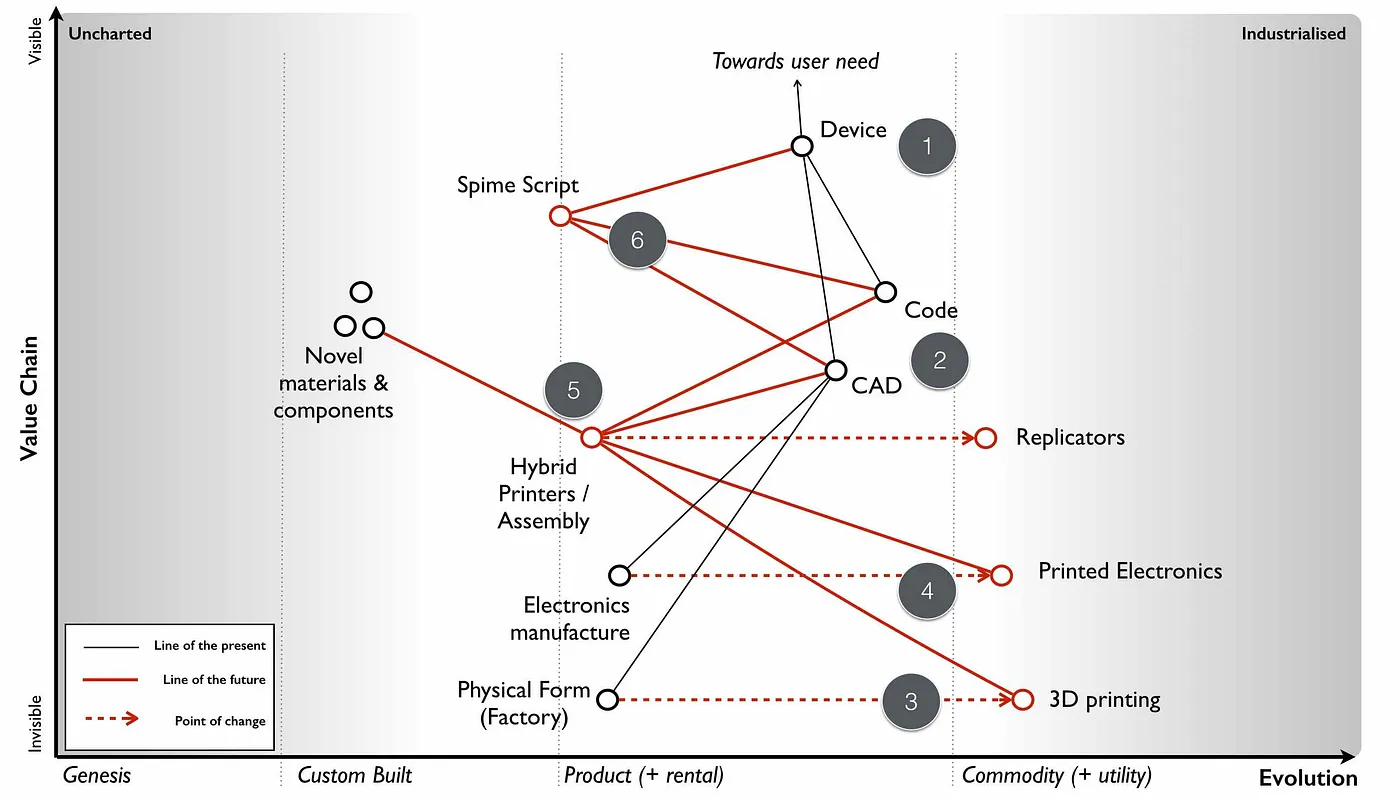 Visible
Uncharted
Industrialised
Towards user need
Device
1
Spime Script
6
Code
Novel
materials &
components
2
CAD
5
Value Chain
Replicators
Hybrid
Printers /
Assembly
Printed Electronics
4
Electronics
manufacture
Line of the present
Line of the future
Point of change
Physical Form
(Factory)
3
3D printing
Invisible
Genesis
Custom Built
Product (+ rental)
Commodity (+ utility)
Evolution